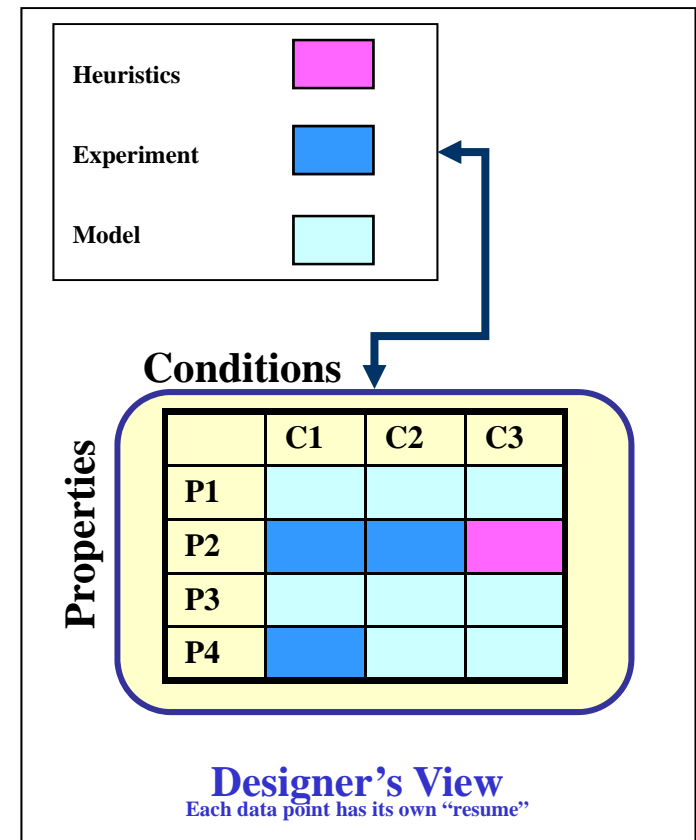 Heuristics
Experiment
Model
Conditions
Properties
C1 C2 C3
P1
P2
P3
P4
Designer’s View
Each data point has its own “resume”